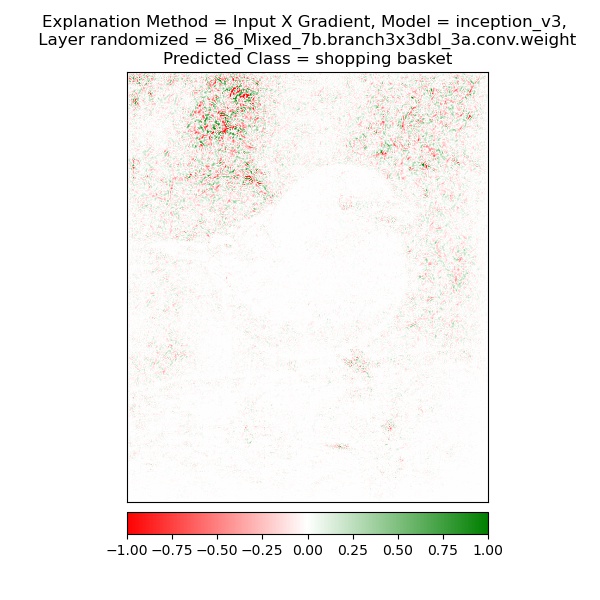 Explanation Method = Input X Gradient, Model = inception_v3,
Layer randomized = 86_Mixed_7b.branch3x3dbl_3a.conv.weight
Predicted Class = shopping basket
−1.00 −0.75 −0.50 −0.25 0.00 0.25 0.50 0.75 1.00